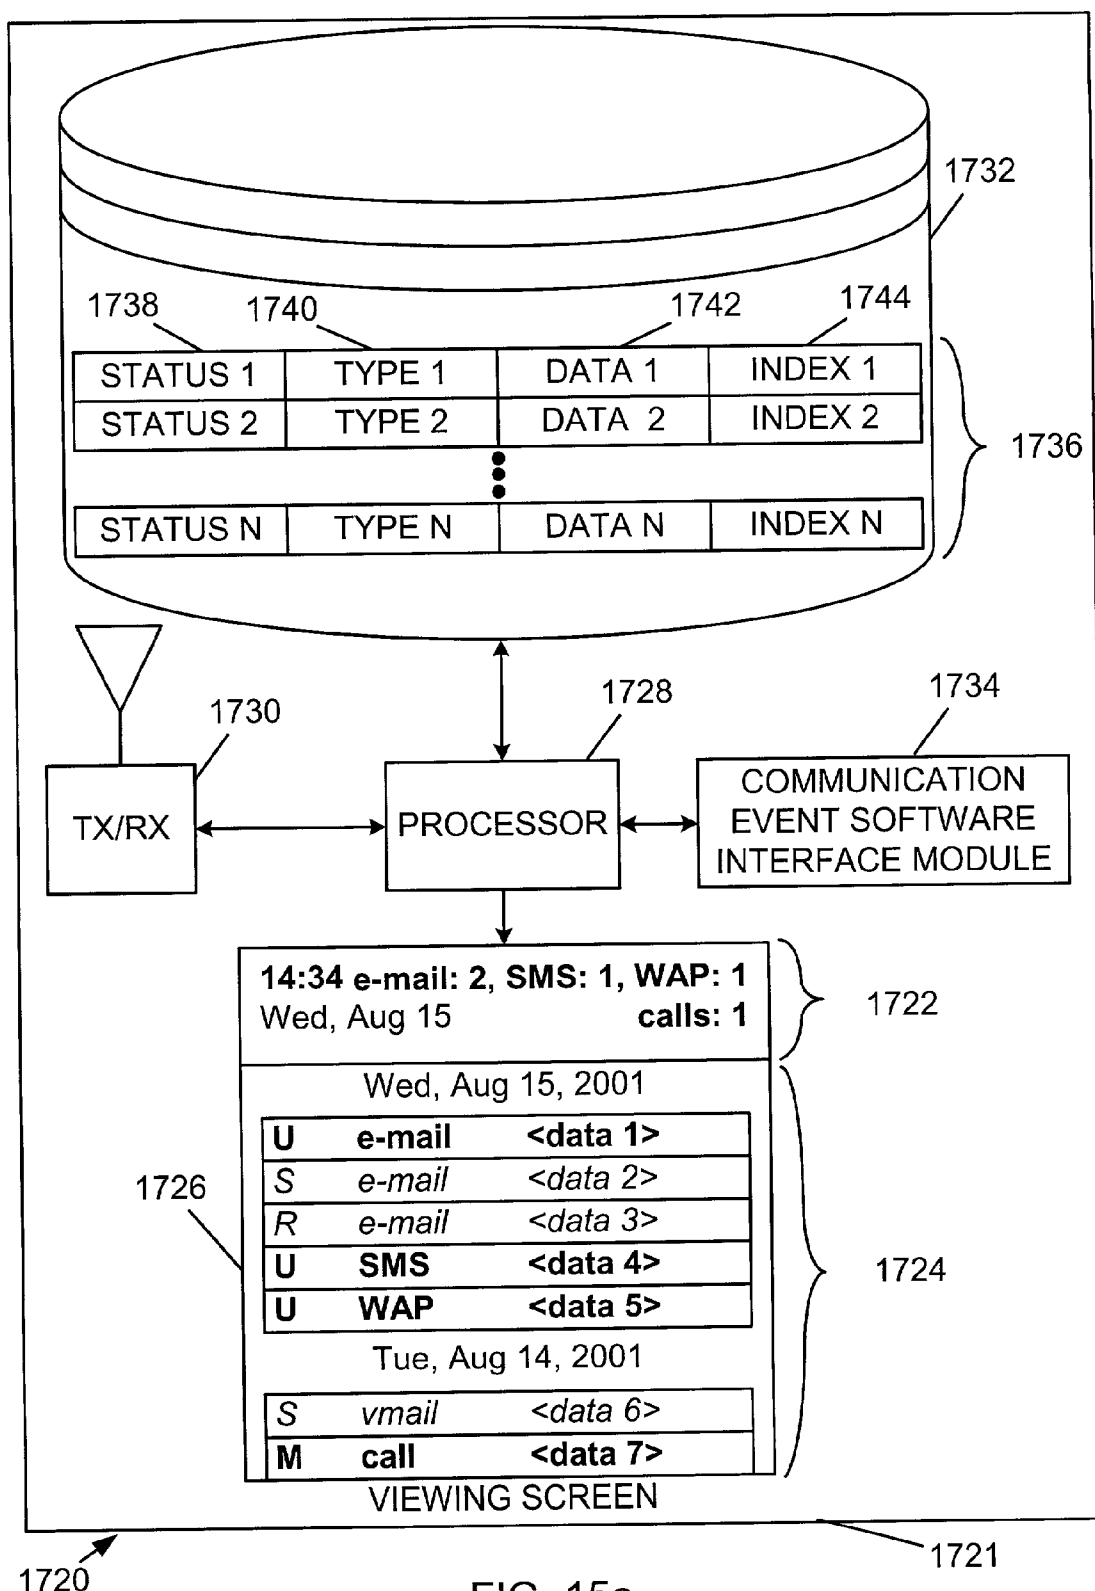 1732
1738 1740 1742 1744
STATUS 1 TYPE 1 DATA 1 INDEX 1
STATUS 2 TYPE 2 DATA 2 INDEX 2
1736
STATUS N TYPE N DATA N INDEX N
1730 1728 1734
TX/RX
PROCESSOR
COMMUNICATION
EVENT SOFTWARE
INTERFACE MODULE
14:34 e-mail: 2, SMS: 1, WAP: 1
Wed, Aug 15 calls: 1
1722
Wed, Aug 15, 2001
U e-mail <data 1>
S e-mail <data 2>
R e-mail <data 3>
U SMS <data 4>
U WAP <data 5>
1726
1724
Tue, Aug 14, 2001
S vmail <data 6>
M call <data 7>
VIEWING SCREEN
1720
1721
FIG. 15a